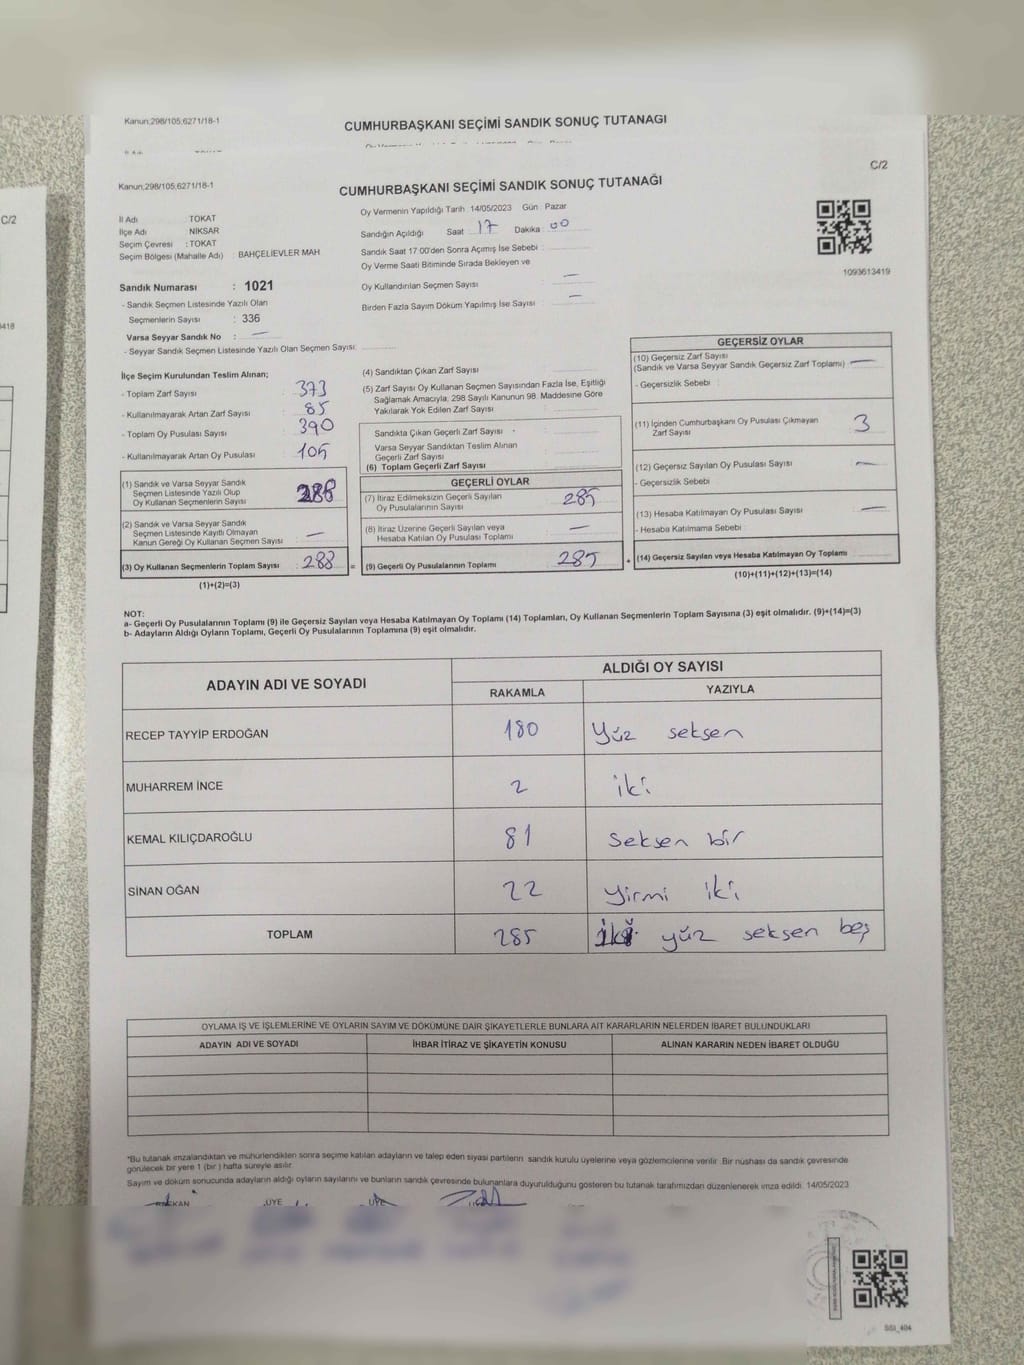 Kanun;298/105;6271/18-1
CUMHURBAŞKANI SEÇİMİ SANDIK SONUÇ TUTANAGI
C/2
Kanun;298/105;6271/18-1
CUMHURBAŞKANI SEÇİMİ SANDIK SONUÇ TUTANAĞI
C/2
İl Adı : TOKAT
İlçe Adı NİKSAR
Seçim Çevresi : TOKAT
Seçim Bölgesi (Mahalle Adı) : BAHÇELİEVLER MAH
Oy Vermenin Yapıldığı Tarih :14/05/2023 Gün : Pazar
Sandığın Açıldığı Saat 17 Dakika 00
Sandık Saat 17 00'den Sonra Açımış İse Sebebi
Oy Verme Saati Bitiminde Sırada Bekleyen ve
Oy Kullandırılan Seçmen Sayısı —
Birden Fazla Sayım Döküm Yapılmış İse Sayısı —
1093613419
3418
Sandık Numarası : 1021
- Sandık Seçmen Listesinde Yazılı Olan
Seçmenlerin Sayısı : 336
Varsa Seyyar Sandık No : —
- Seyyar Sandık Seçmen Listesinde Yazılı Olan Seçmen Sayısı:
İlçe Seçim Kurulundan Teslim Alınan;
- Toplam Zarf Sayısı 373
- Kullanılmayarak Artan Zarf Sayısı 85
- Toplam Oy Pusulası Sayısı 390
- Kullanılmayarak Artan Oy Pusulası 105
(1) Sandık ve Varsa Seyyar Sandık
Seçmen Listesinde Yazılı Olup
Oy Kullanan Seçmenlerin Sayısı
(2) Sandık ve Varsa Seyyar Sandık
Seçmen Listesinde Kayıtlı Olmayan
Kanun Gereği Oy Kullanan Seçmen Sayısı —
(3) Oy Kullanan Seçmenlerin Toplam Sayısı 288 =
(1)+(2)=(3)
(4) Sandıktan Çıkan Zarf Sayısı
(5) Zarf Sayısı Oy Kullanan Seçmen Sayısından Fazla İse, Eşitliği
Sağlamak Amacıyla, 298 Sayılı Kanunun 98. Maddesine Göre
Yakılarak Yok Edilen Zarf Sayısı
Sandıkta Çıkan Geçerli Zarf Sayısı
Varsa Seyyar Sandıktan Teslim Alınan
Geçerli Zarf Sayısı
(6) Toplam Geçerli Zarf Sayısı
GEÇERLİ OYLAR
(7) İtiraz Edilmeksizin Geçerli Sayılan
Oy Pusulalarının Sayısı 285
(8) İtiraz Üzerine Geçerli Sayılan veya
Hesaba Katılan Oy Pusulası Toplamı —
(9) Geçerli Oy Pusulalarının Toplamı 285 +
GEÇERSİZ OYLAR
(10) Geçersiz Zarf Sayısı
(Sandık ve Varsa Seyyar Sandık Geçersiz Zarf Toplamı) —
- Geçersizlik Sebebi :
(11) İçinden Cumhurbaşkanı Oy Pusulası Çıkmayan
Zarf Sayısı 3
(12) Geçersiz Sayılan Oy Pusulası Sayısı —
- Geçersizlik Sebebi
(13) Hesaba Katılmayan Oy Pusulası Sayısı —
- Hesaba Katılmama Sebebi
(14) Geçersiz Sayılan veya Hesaba Katılmayan Oy Toplamı
(10)+(11)+(12)+(13)=(14)
NOT:
a- Geçerli Oy Pusulalarının Toplamı (9) ile Geçersiz Sayılan veya Hesaba Katılmayan Oy Toplamı (14) Toplamları, Oy Kullanan Seçmenlerin Toplam Sayısına (3) eşit olmalıdır. (9)+(14)=(3)
b- Adayların Aldığı Oyların Toplamı, Geçerli Oy Pusulalarının Toplamına (9) eşit olmalıdır.
ADAYIN ADI VE SOYADI
ALDIĞI OY SAYISI
RAKAMLA YAZIYLA
RECEP TAYYİP ERDOĞAN 180 Yüz seksen
MUHARREM İNCE 2 iki
KEMAL KILIÇDAROĞLU 81 Seksen bir
SİNAN OĞAN 22 yirmi iki
TOPLAM 285 iki yüz seksen beş
OYLAMA İŞ VE İŞLEMLERİNE VE OYLARIN SAYIM VE DÖKÜMÜNE DAİR ŞİKAYETLERLE BUNLARA AİT KARARLARIN NELERDEN İBARET BULUNDUKLARI
ADAYIN ADI VE SOYADI İHBAR İTİRAZ VE ŞİKAYETİN KONUSU ALINAN KARARIN NEDEN İBARET OLDUĞU
*Bu tutanak imzalandıktan ve mühürlendikten sonra seçime katılan adayların ve talep eden siyasi partilerin sandık kurulu üyelerine veya gözlemcilerine verilir. Bir nüshası da sandık çevresinde
görülecek bir yere 1 (bir ) hafta süreyle asılır
Sayım ve döküm sonucunda adayların aldığı oyların sayılarını ve bunların sandık çevresinde bulunanlara duyurulduğunu gösteren bu tutanak tarafımızdan düzenlenerek imza edildi. 14/05/2023
ÜYE ÜYE
SSI_404